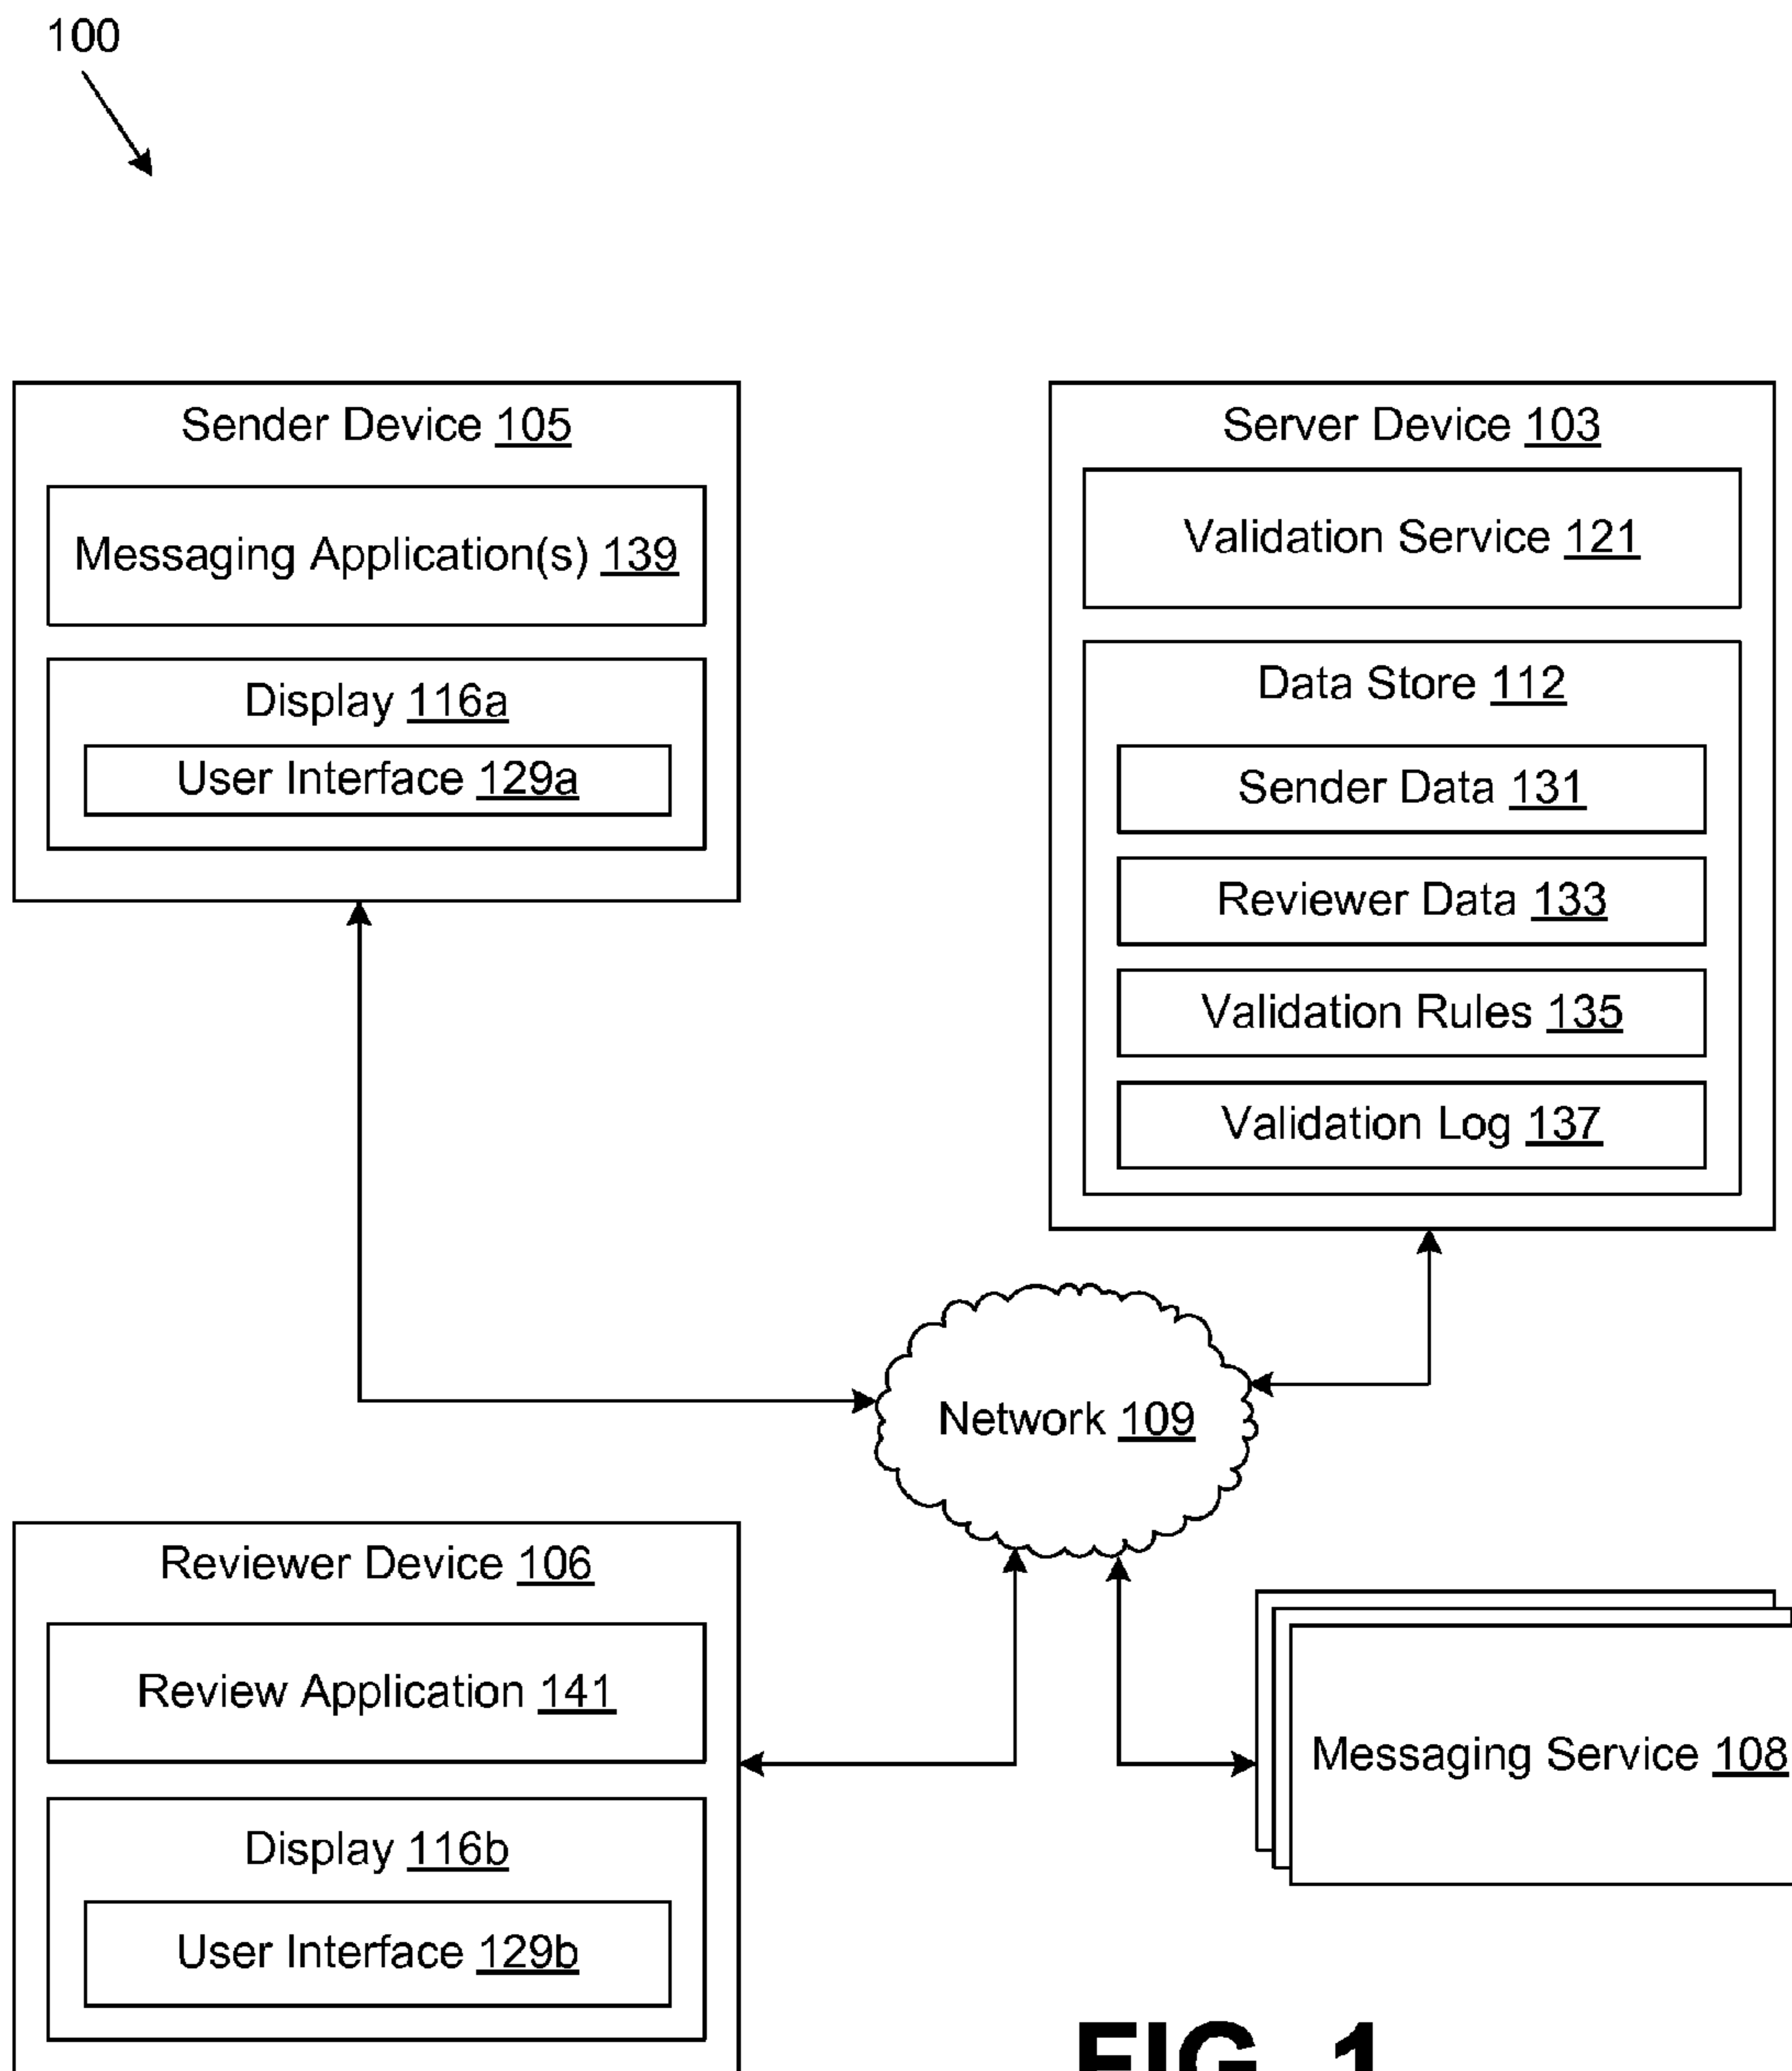 100
Sender Device 105
Messaging Application(s) 139
Display 116a
User Interface 129a
Server Device 103
Validation Service 121
Data Store 112
Sender Data 131
Reviewer Data 133
Validation Rules 135
Validation Log 137
Network 109
Reviewer Device 106
Review Application 141
Display 116b
User Interface 129b
Messaging Service 108
FIG. 1